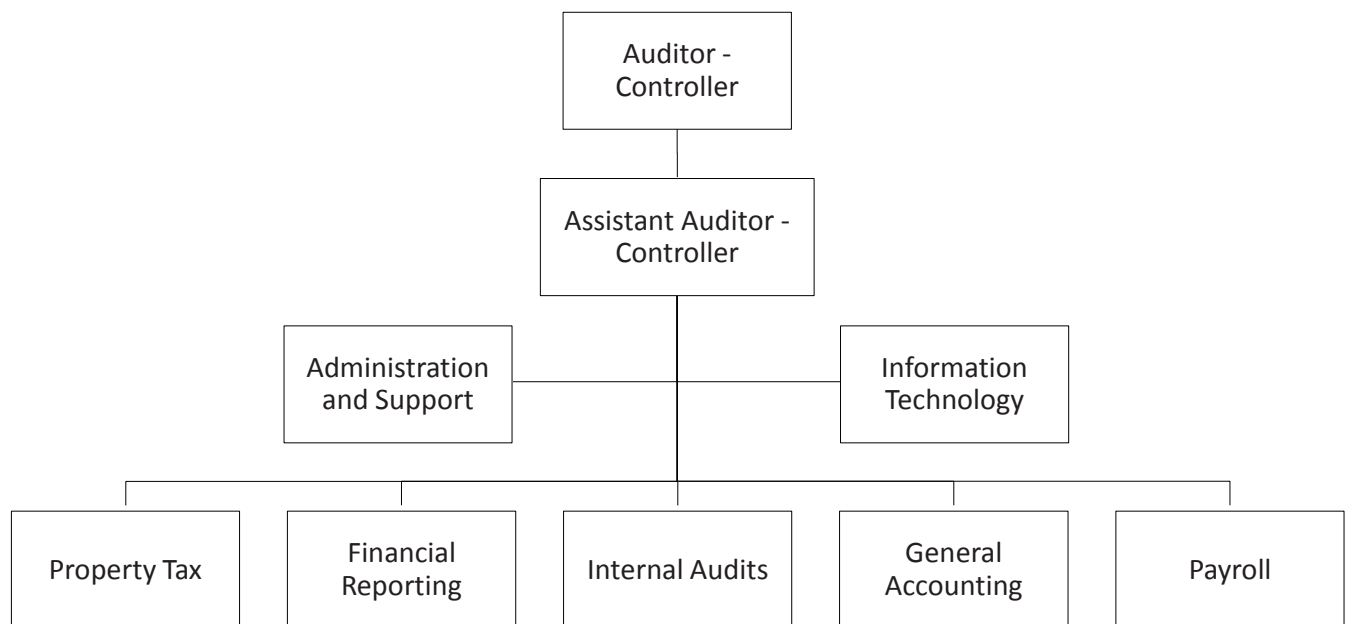 Auditor -
Controller
Assistant Auditor -
Controller
Administration
and Support
Information
Technology
Property Tax
Financial
Reporting
Internal Audits
General
Accounting
Payroll